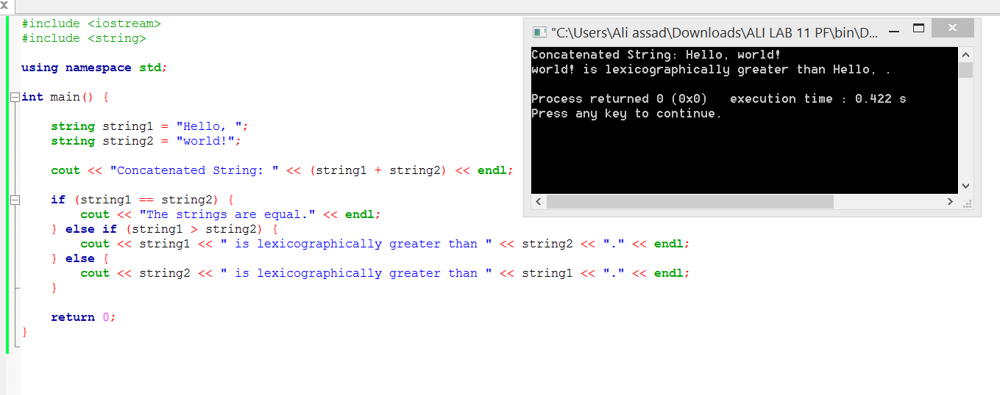 #include <iostream>
#include <string>
using namespace std;
int main() {
string string1 = "Hello, ";
string string2 = "world!";
cout << "Concatenated String: " << (string1 + string2) << endl;
if (string1 == string2) {
cout << "The strings are equal." << endl;
} else if (string1 > string2) {
cout << string1 << " is lexicographically greater than " << string2 << "." << endl;
} else {
cout << string2 << " is lexicographically greater than " << string1 << "." << endl;
}
return 0;
}
"C:\Users\Ali assad\Downloads\ALI LAB 11 PF\bin\D...
Concatenated String: Hello, world!
world! is lexicographically greater than Hello, .
Process returned 0 (0x0)   execution time : 0.422 s
Press any key to continue.